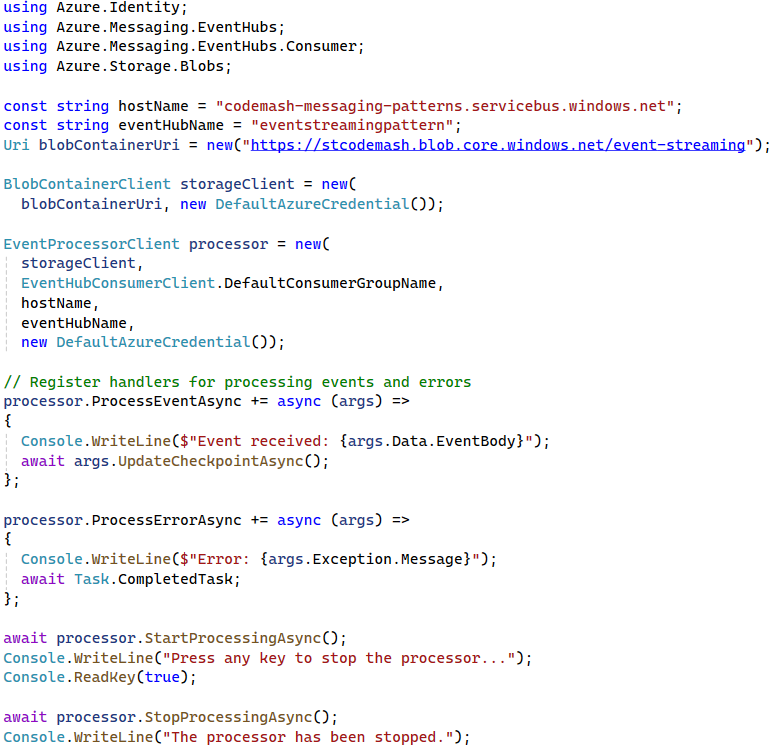 using Azure.Identity;
using Azure.Messaging.EventHubs;
using Azure.Messaging.EventHubs.Consumer;
using Azure.Storage.Blobs;

const string hostName = "codemash-messaging-patterns.servicebus.windows.net";
const string eventHubName = "eventstreamingpattern";
Uri blobContainerUri = new("https://stcodemash.blob.core.windows.net/event-streaming");

BlobContainerClient storageClient = new(
  blobContainerUri, new DefaultAzureCredential());

EventProcessorClient processor = new(
  storageClient,
  EventHubConsumerClient.DefaultConsumerGroupName,
  hostName,
  eventHubName,
  new DefaultAzureCredential());

// Register handlers for processing events and errors
processor.ProcessEventAsync += async (args) =>
{
  Console.WriteLine($"Event received: {args.Data.EventBody}");
  await args.UpdateCheckpointAsync();
};

processor.ProcessErrorAsync += async (args) =>
{
  Console.WriteLine($"Error: {args.Exception.Message}");
  await Task.CompletedTask;
};

await processor.StartProcessingAsync();
Console.WriteLine("Press any key to stop the processor...");
Console.ReadKey(true);

await processor.StopProcessingAsync();
Console.WriteLine("The processor has been stopped.");